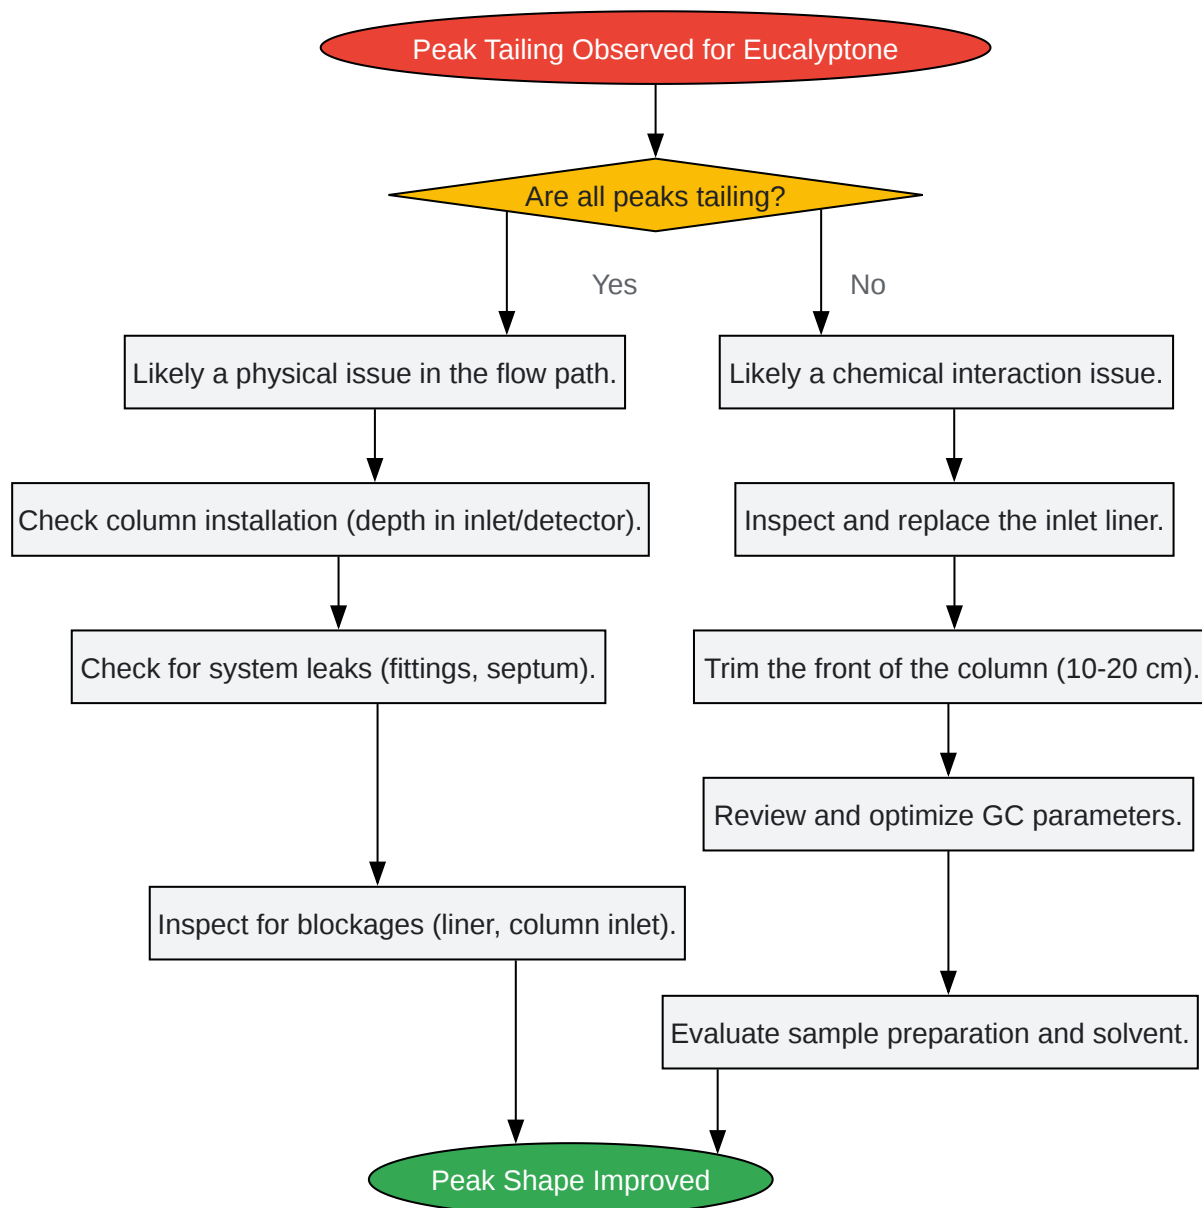 Peak Tailing Observed for Eucalyptone
Are all peaks tailing?
Yes
No
Likely a physical issue in the flow path.
Likely a chemical interaction issue.
Check column installation (depth in inlet/detector).
Inspect and replace the inlet liner.
Check for system leaks (fittings, septum).
Trim the front of the column (10-20 cm).
Review and optimize GC parameters.
Inspect for blockages (liner, column inlet).
Evaluate sample preparation and solvent.
Peak Shape Improved